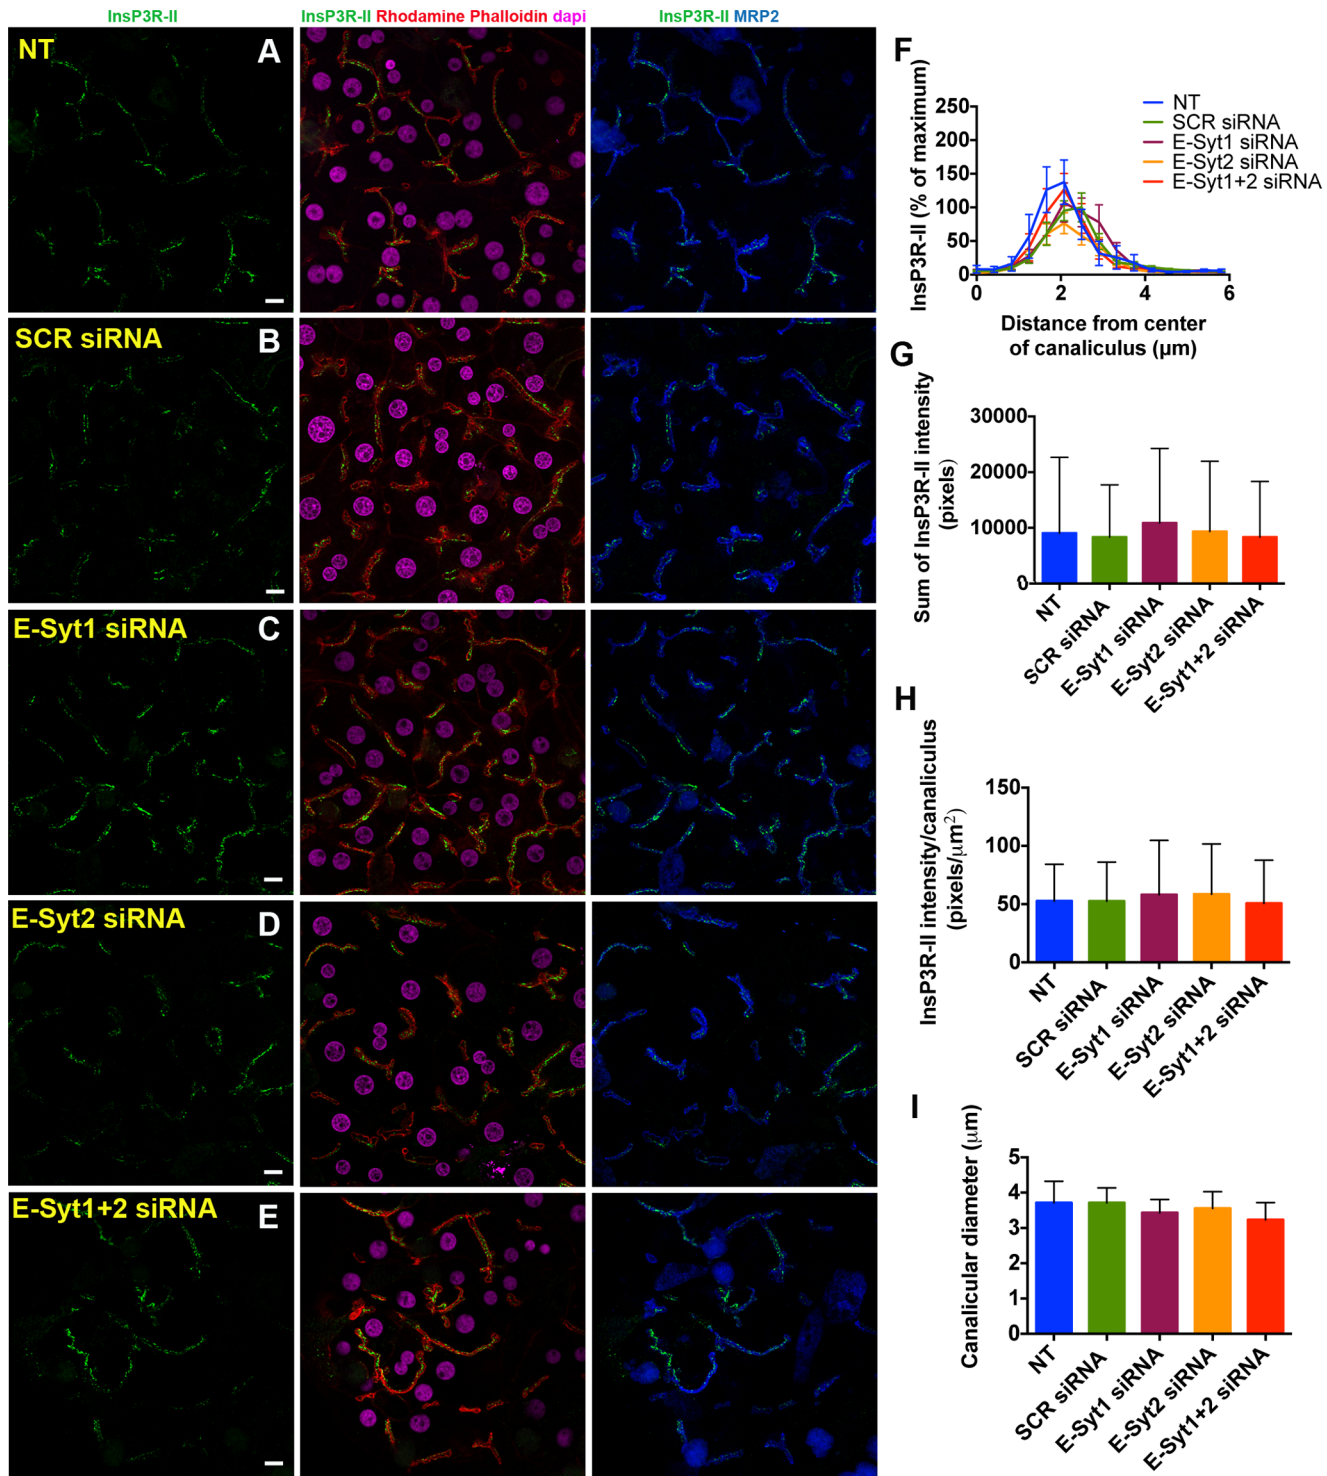 InsP3R-II
InsP3R-II Rhodamine Phalloidin dapi
InsP3R-II MRP2
NT
A
SCR siRNA
B
E-Syt1 siRNA
C
E-Syt2 siRNA
D
E-Syt1+2 siRNA
E
F
InsP3R-II (% of maximum)
250
200
150
100
50
0
0 2 4 6
Distance from center
of canaliculus (µm)
NT
SCR siRNA
E-Syt1 siRNA
E-Syt2 siRNA
E-Syt1+2 siRNA
G
Sum of InsP3R-II intensity
(pixels)
30000
20000
10000
0
NT
SCR siRNA
E-Syt1 siRNA
E-Syt2 siRNA
E-Syt1+2 siRNA
H
InsP3R-II intensity/canaliculus
(pixels/µm²)
150
100
50
0
NT
SCR siRNA
E-Syt1 siRNA
E-Syt2 siRNA
E-Syt1+2 siRNA
I
Canalicular diameter (µm)
5
4
3
2
1
0
NT
SCR siRNA
E-Syt1 siRNA
E-Syt2 siRNA
E-Syt1+2 siRNA